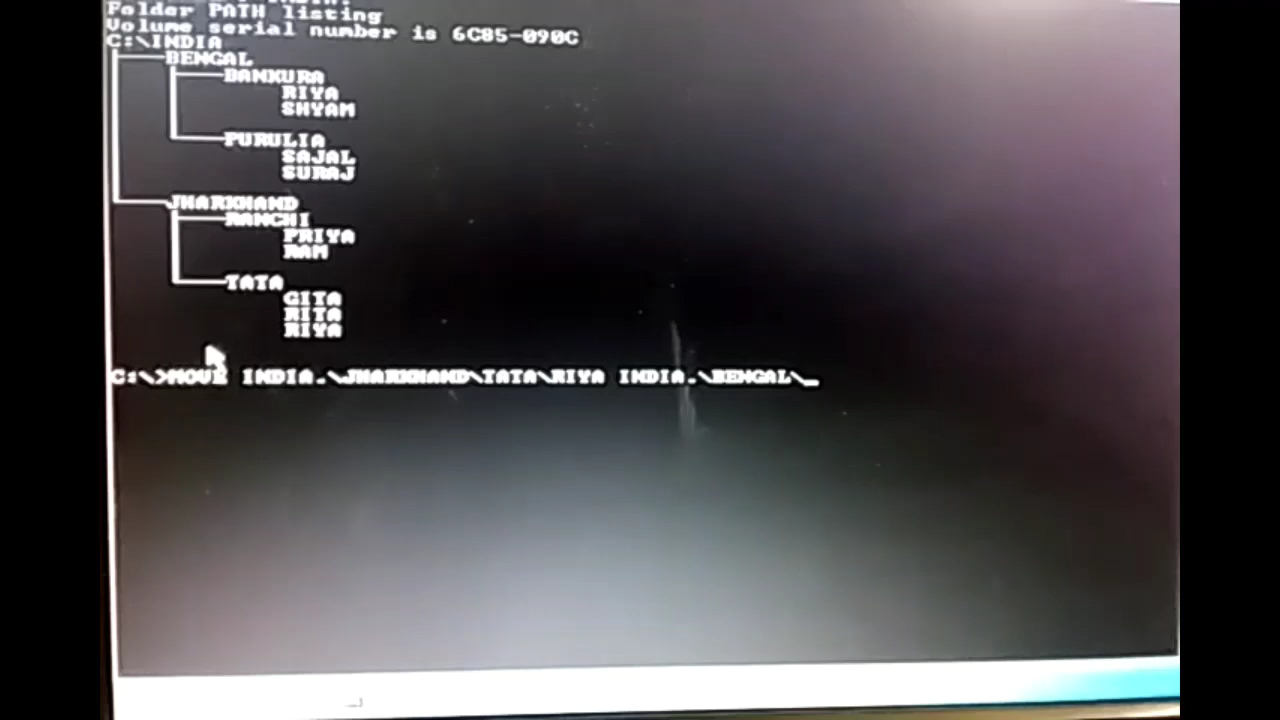 Folder PATH listing
Volume serial number is 6C85-090C
C:\INDIA
BENGAL
BANKURA
RIYA
SHYAM
PURULIA
SAJAL
SURAJ
JHARKHAND
RANCHI
PRIYA
RAM
TATA
GITA
RITA
RIYA
C:\>MOVE INDIA.\JHARKHAND\TATA\RIYA INDIA.\BENGAL\_